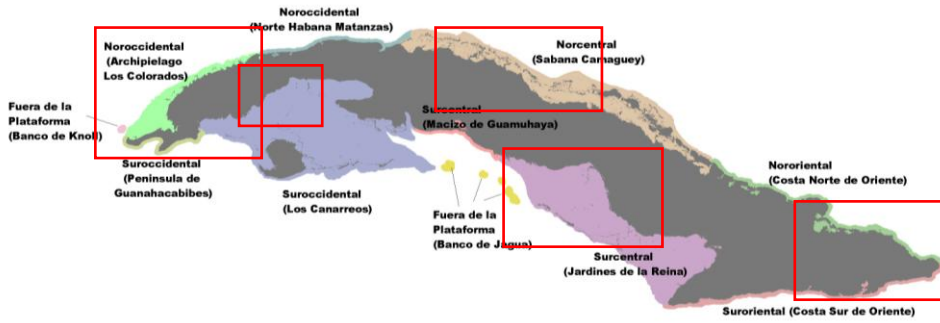 Noroccidental
(Norte Habana Matanzas)
Noroccidental
(Archipielago
Los Colorados)
Norcentral
(Sabana Camaguey)
Fuera de la
Plataforma
(Banco de Knoll)
Surcentral
(Macizo de Guamuhaya)
Suroccidental
(Peninsula de
Guanahacabibes)
Suroccidental
(Los Canarreos)
Nororiental
(Costa Norte de Oriente)
Fuera de la
Plataforma
(Banco de Jagua)
Surcentral
(Jardines de la Reina)
Suroriental (Costa Sur de Oriente)